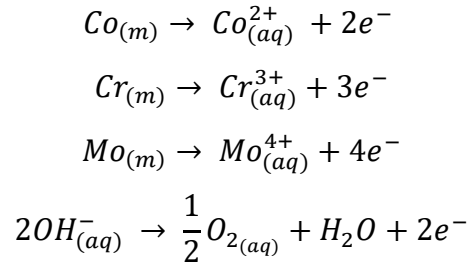 Co₍ₘ₎ → Co²⁺₍aq₎ + 2e⁻
Cr₍ₘ₎ → Cr³⁺₍aq₎ + 3e⁻
Mo₍ₘ₎ → Mo⁴⁺₍aq₎ + 4e⁻
2OH⁻₍aq₎ → 1/2 O₂₍aq₎ + H₂O + 2e⁻